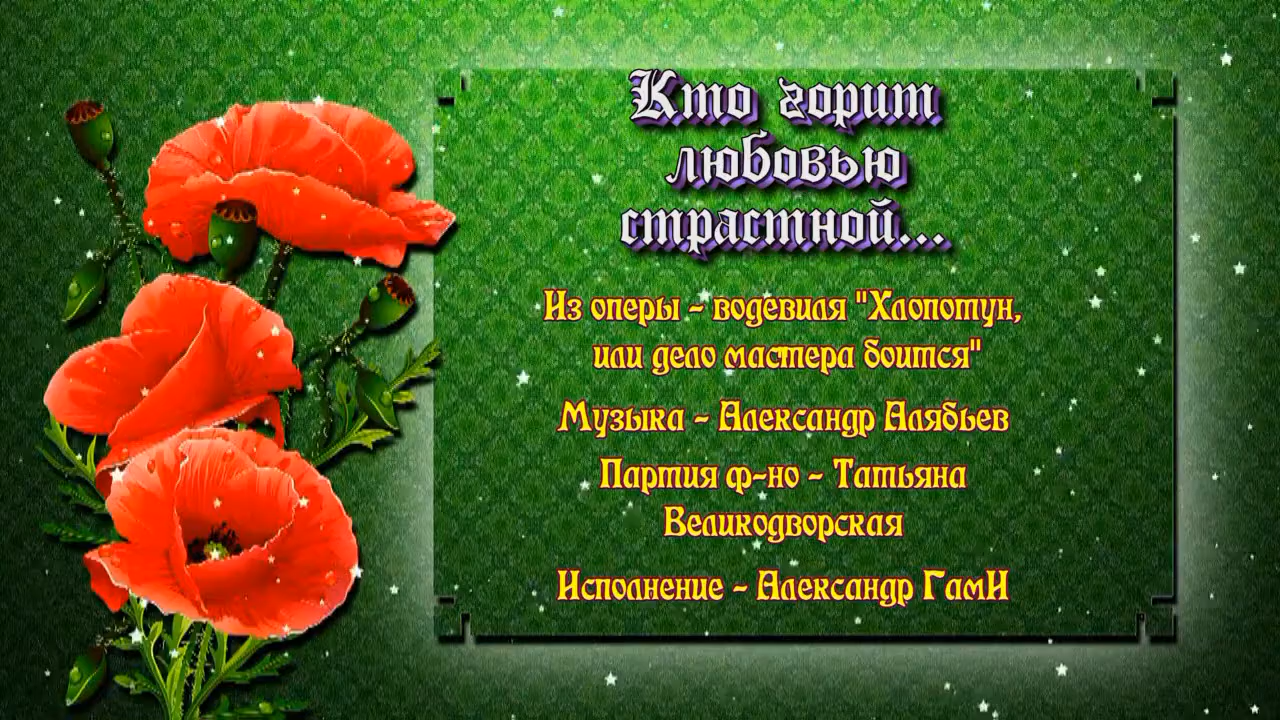 Кто горит
любовью
страстной...
Из оперы - водевиля "Хлопотун,
или дело мастера боится"
Музыка - Александр Алябьев
Партия ф-но - Татьяна
Великодворская
Исполнение - Александр ГамИ